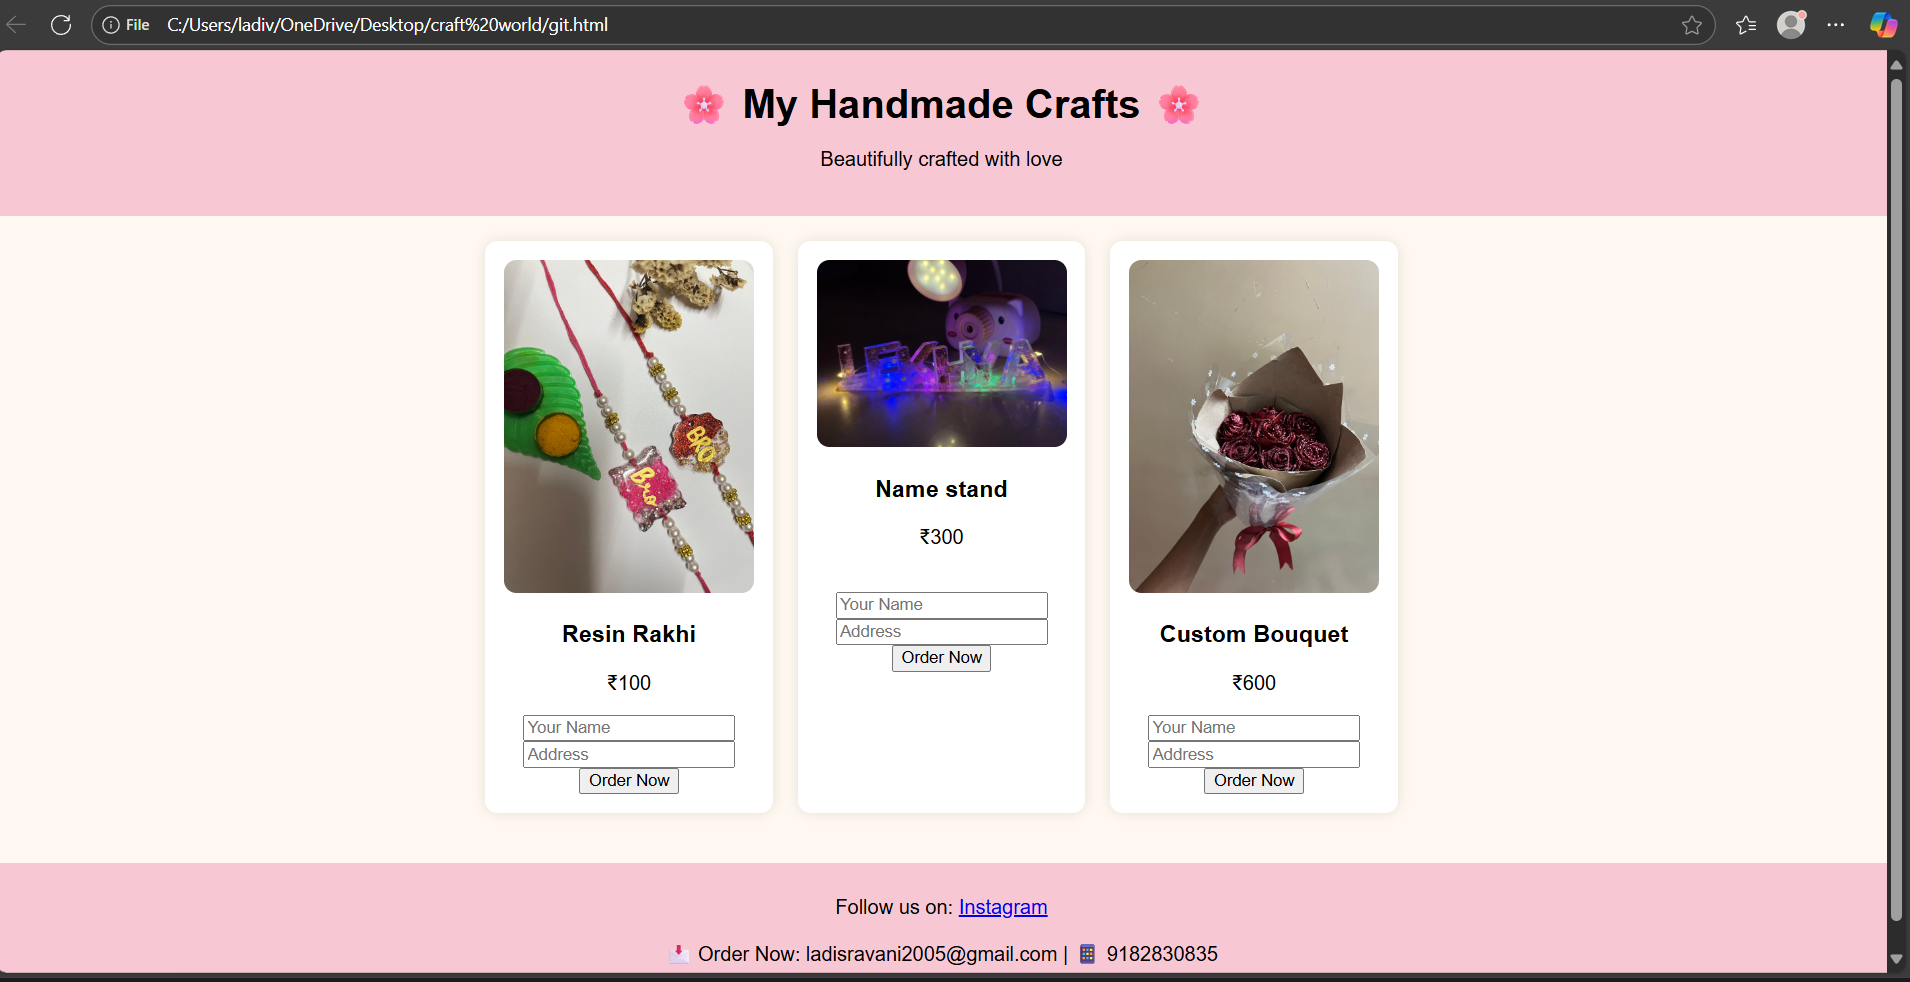 File C:/Users/ladiv/OneDrive/Desktop/craft%20world/git.html
🌸 My Handmade Crafts 🌸
Beautifully crafted with love
BRO
Bro
Resin Rakhi
₹100
Your Name
Address
Order Now
Name stand
₹300
Your Name
Address
Order Now
Custom Bouquet
₹600
Your Name
Address
Order Now
Follow us on: Instagram
📩 Order Now: ladisravani2005@gmail.com | 📱 9182830835